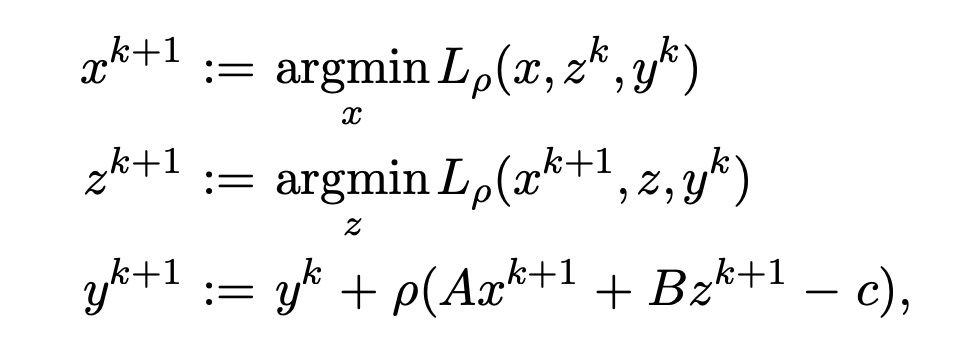 x^{k+1} := argmin_x L_ρ(x, z^k, y^k)
z^{k+1} := argmin_z L_ρ(x^{k+1}, z, y^k)
y^{k+1} := y^k + ρ(Ax^{k+1} + Bz^{k+1} − c),